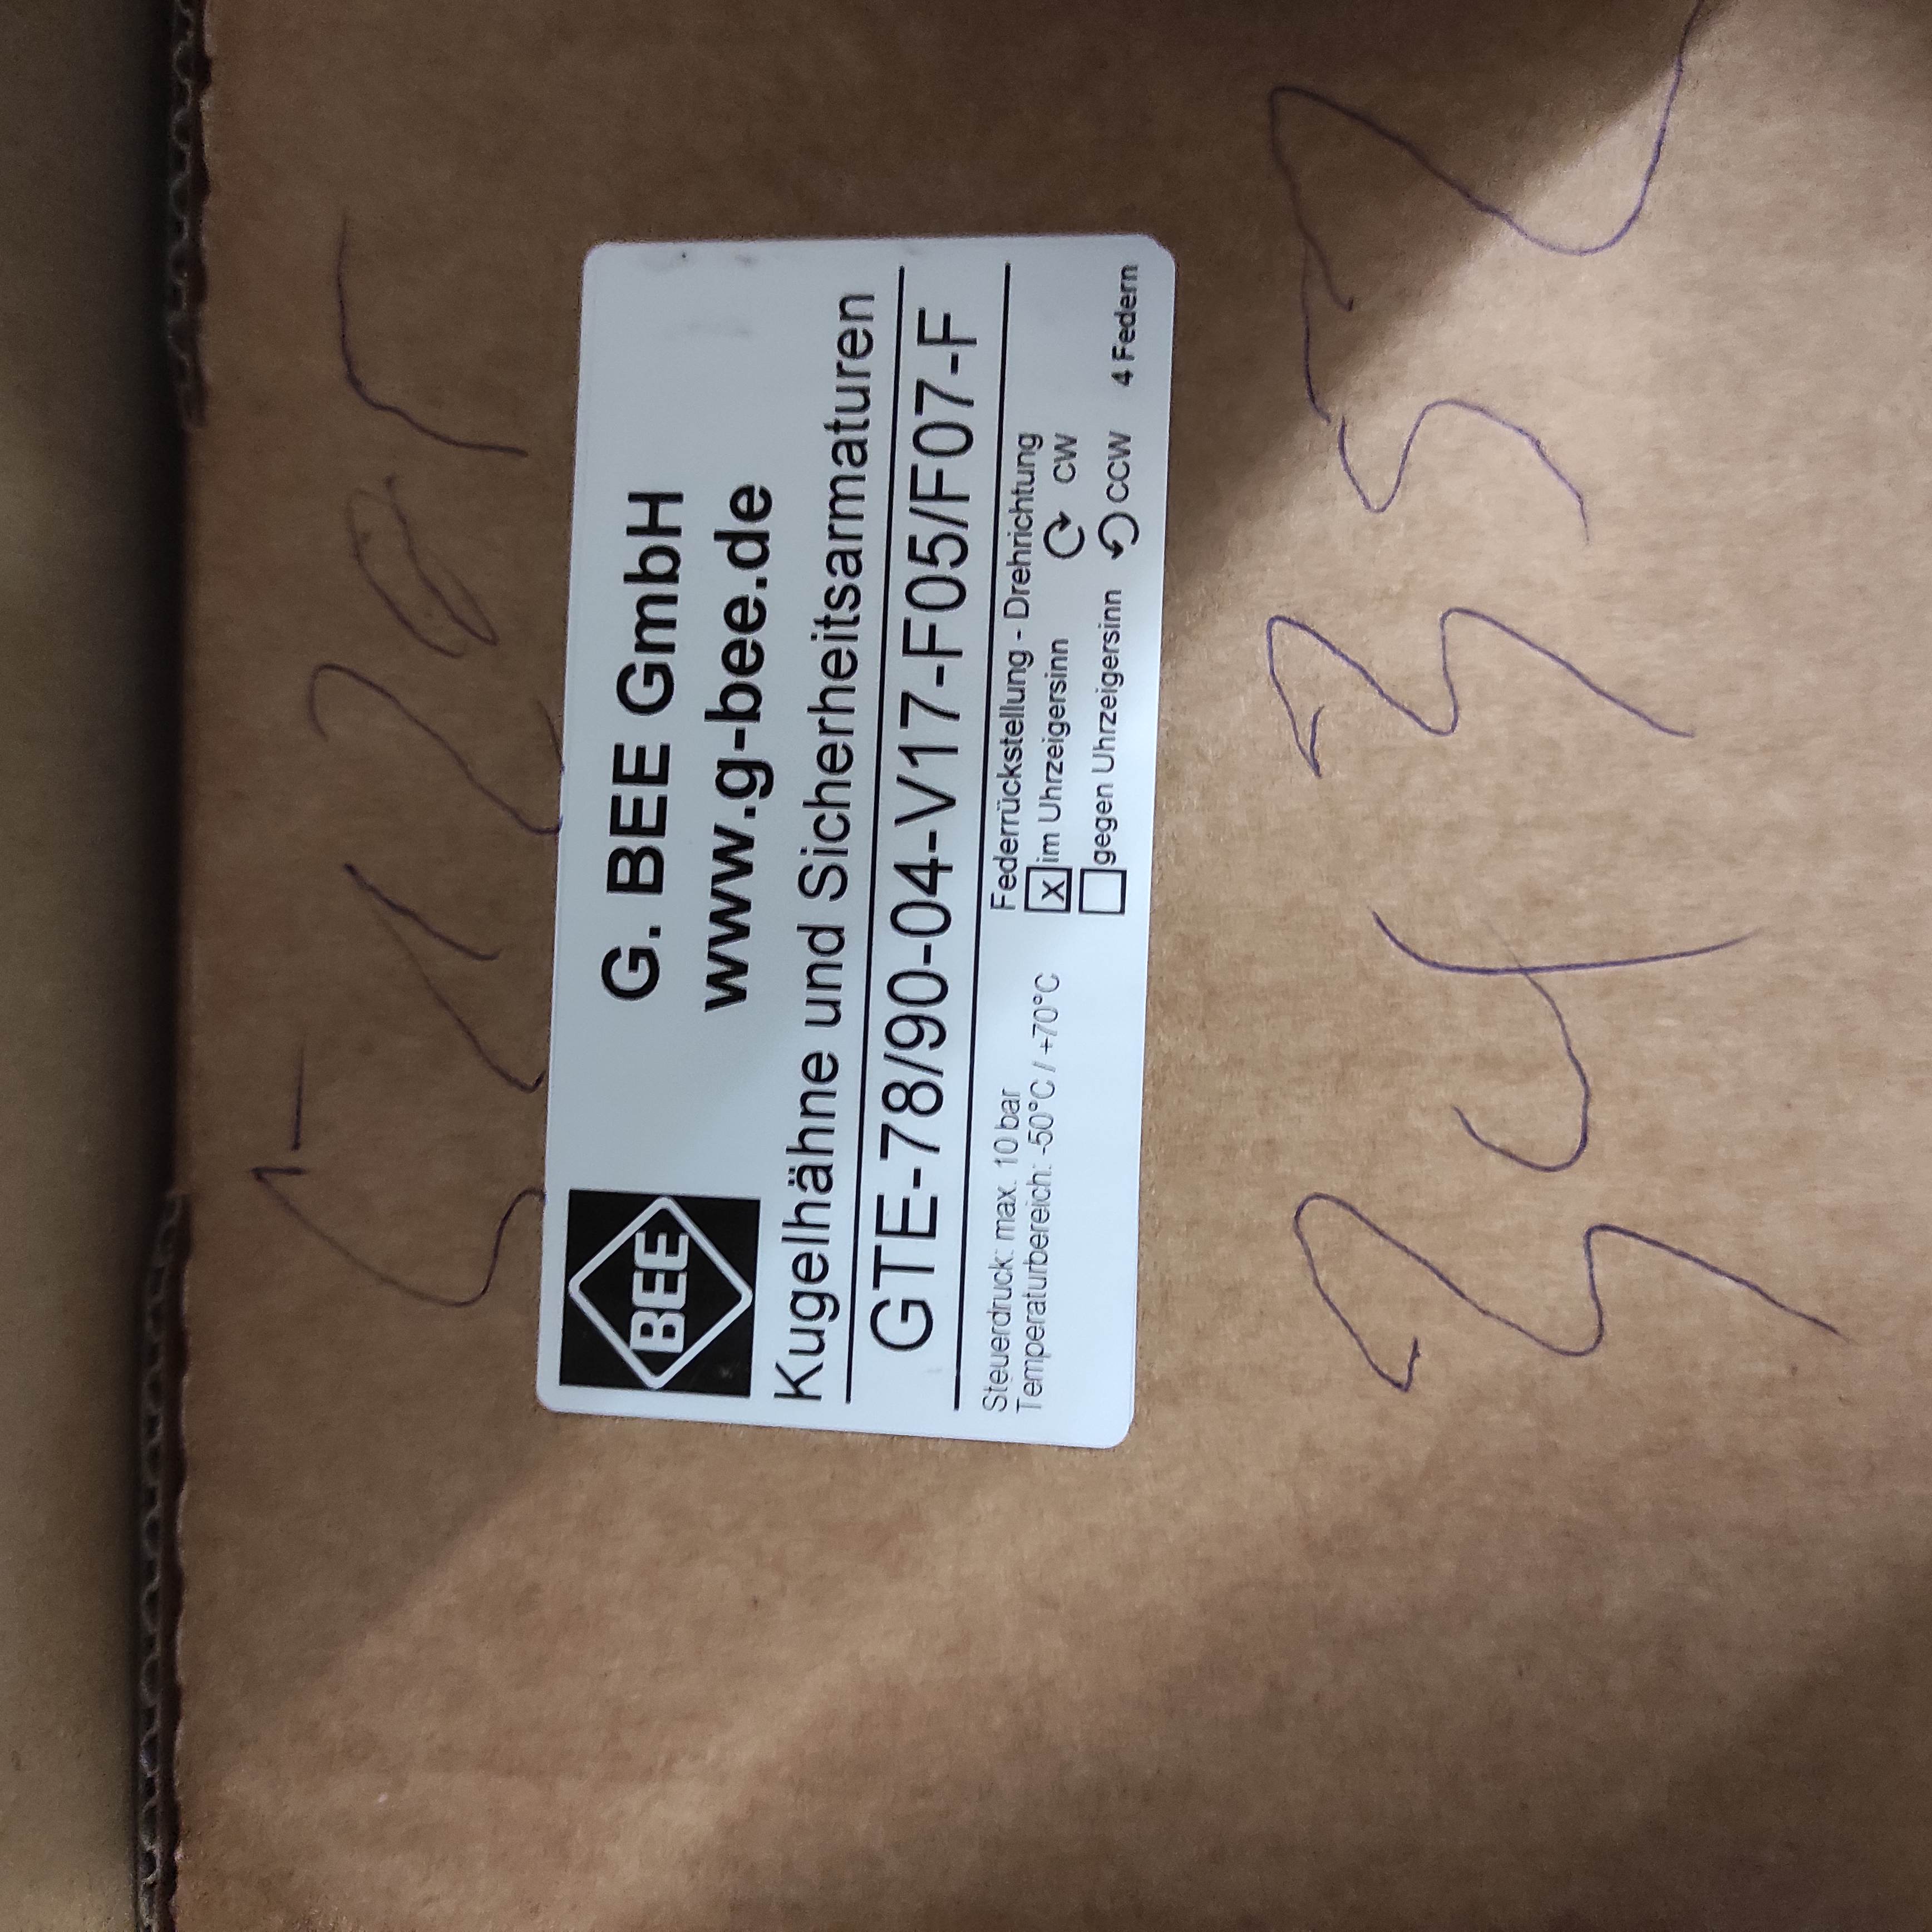 BEE
G. BEE GmbH
www.g-bee.de
Kugelhähne und Sicherheitsarmaturen
GTE-78/90-04-V17-F05/F07-F
Steuerdruck: max. 10 bar
Temperaturbereich: -50°C / +70°C
Federrückstellung - Drehrichtung
x im Uhrzeigersinn CW
gegen Uhrzeigersinn CCW 4 Federn